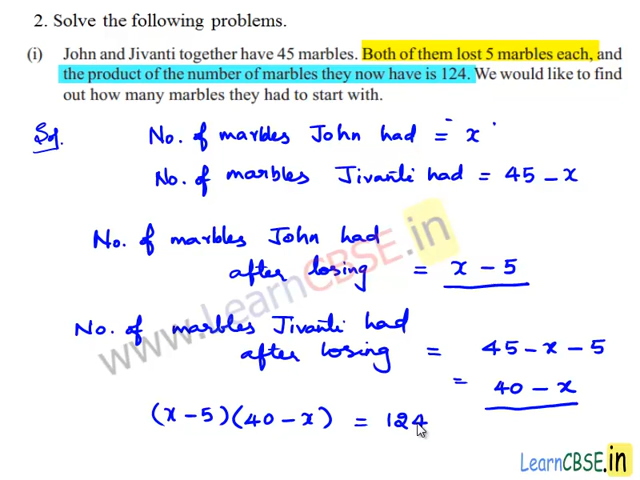 2. Solve the following problems.
(i) John and Jivanti together have 45 marbles. Both of them lost 5 marbles each, and
the product of the number of marbles they now have is 124. We would like to find
out how many marbles they had to start with.
Sol. No. of marbles John had = x
No. of marbles Jivanti had = 45 - x
No. of marbles John had
after losing = x - 5
No. of marbles Jivanti had
after losing = 45 - x - 5
= 40 - x
(x - 5)(40 - x) = 124
www.LearnCBSE.in
LearnCBSE.in